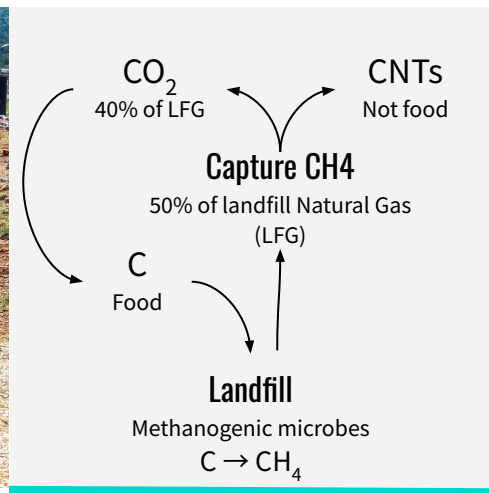 CO₂
40% of LFG
CNTs
Not food
Capture CH4
50% of landfill Natural Gas
(LFG)
C
Food
Landfill
Methanogenic microbes
C → CH₄